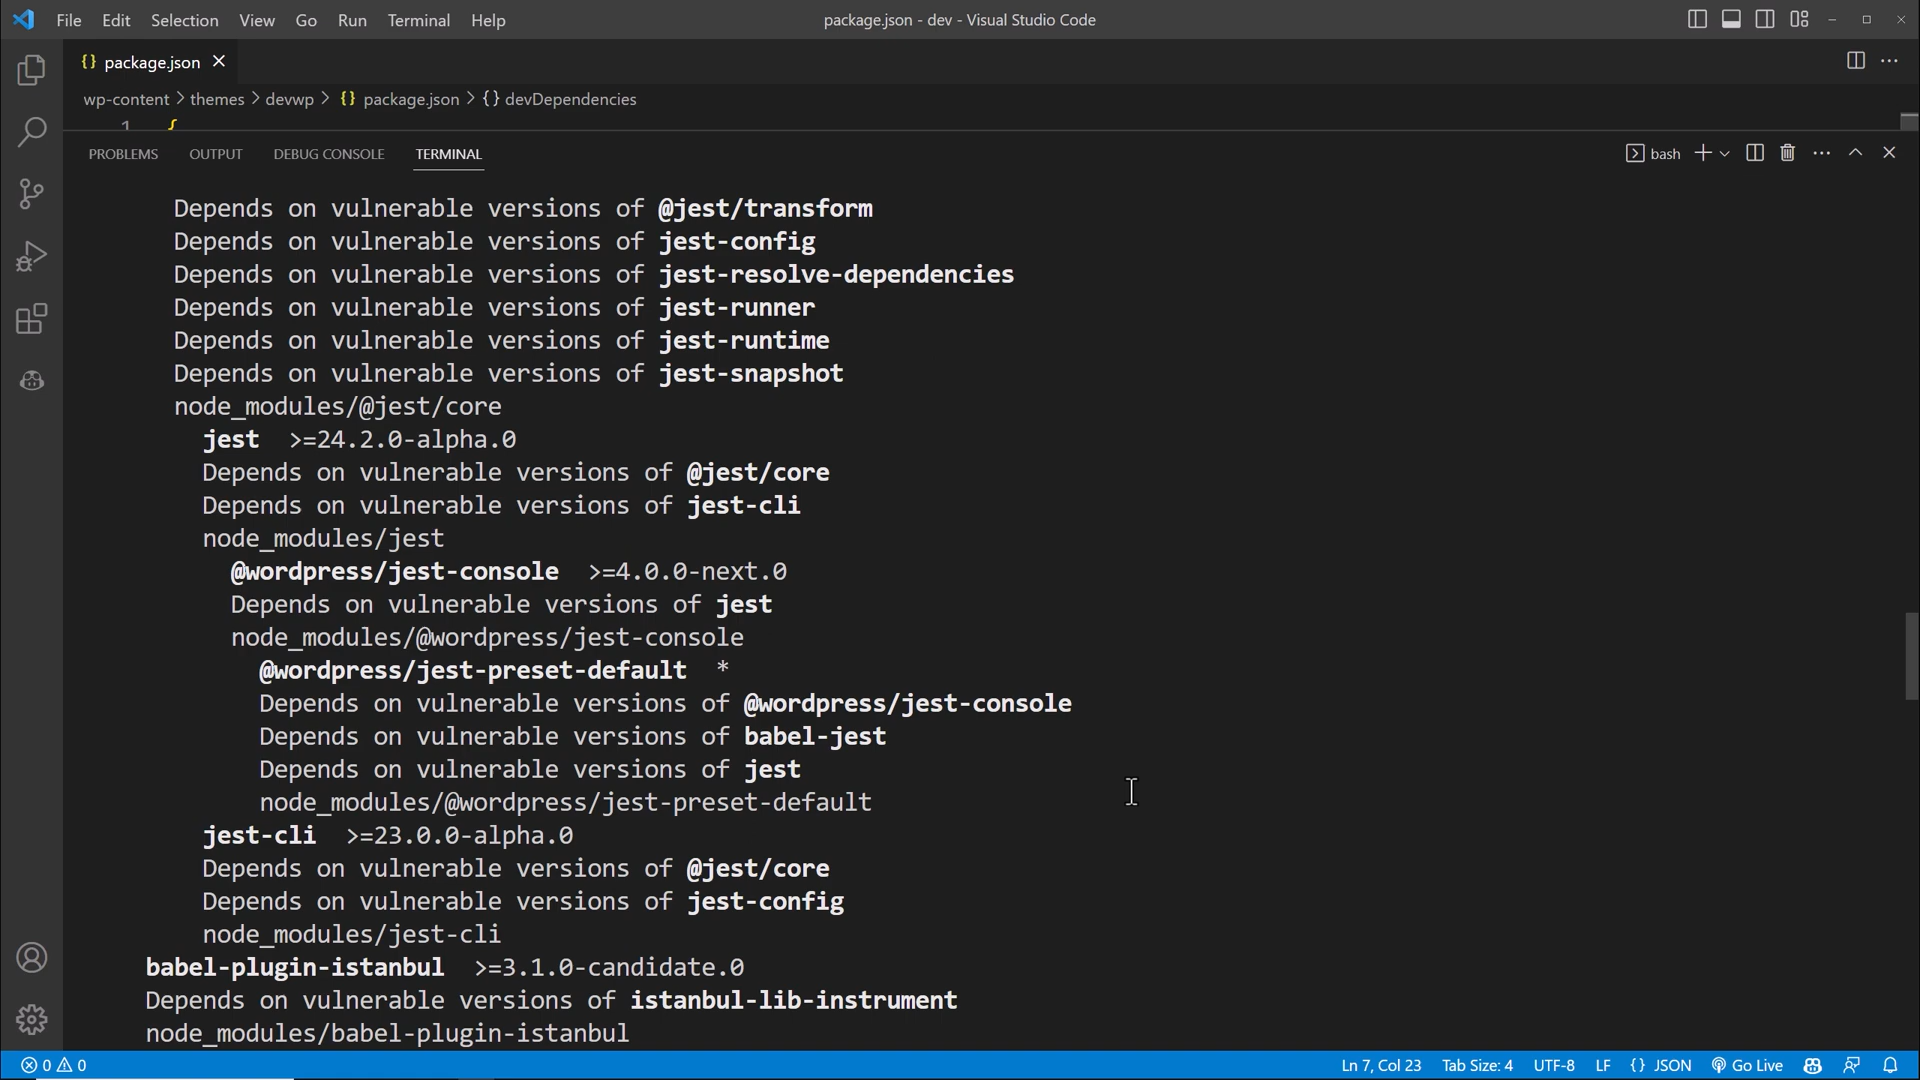 File Edit Selection View Go Run Terminal Help
package.json - dev - Visual Studio Code
{} package.json
wp-content > themes > devwp > {} package.json > {} devDependencies
1 {
PROBLEMS OUTPUT DEBUG CONSOLE TERMINAL
bash
Depends on vulnerable versions of @jest/transform
Depends on vulnerable versions of jest-config
Depends on vulnerable versions of jest-resolve-dependencies
Depends on vulnerable versions of jest-runner
Depends on vulnerable versions of jest-runtime
Depends on vulnerable versions of jest-snapshot
node_modules/@jest/core
jest >=24.2.0-alpha.0
Depends on vulnerable versions of @jest/core
Depends on vulnerable versions of jest-cli
node_modules/jest
@wordpress/jest-console >=4.0.0-next.0
Depends on vulnerable versions of jest
node_modules/@wordpress/jest-console
@wordpress/jest-preset-default *
Depends on vulnerable versions of @wordpress/jest-console
Depends on vulnerable versions of babel-jest
Depends on vulnerable versions of jest
node_modules/@wordpress/jest-preset-default
jest-cli >=23.0.0-alpha.0
Depends on vulnerable versions of @jest/core
Depends on vulnerable versions of jest-config
node_modules/jest-cli
babel-plugin-istanbul >=3.1.0-candidate.0
Depends on vulnerable versions of istanbul-lib-instrument
node_modules/babel-plugin-istanbul
0 0
Ln 7, Col 23 Tab Size: 4 UTF-8 LF {} JSON Go Live